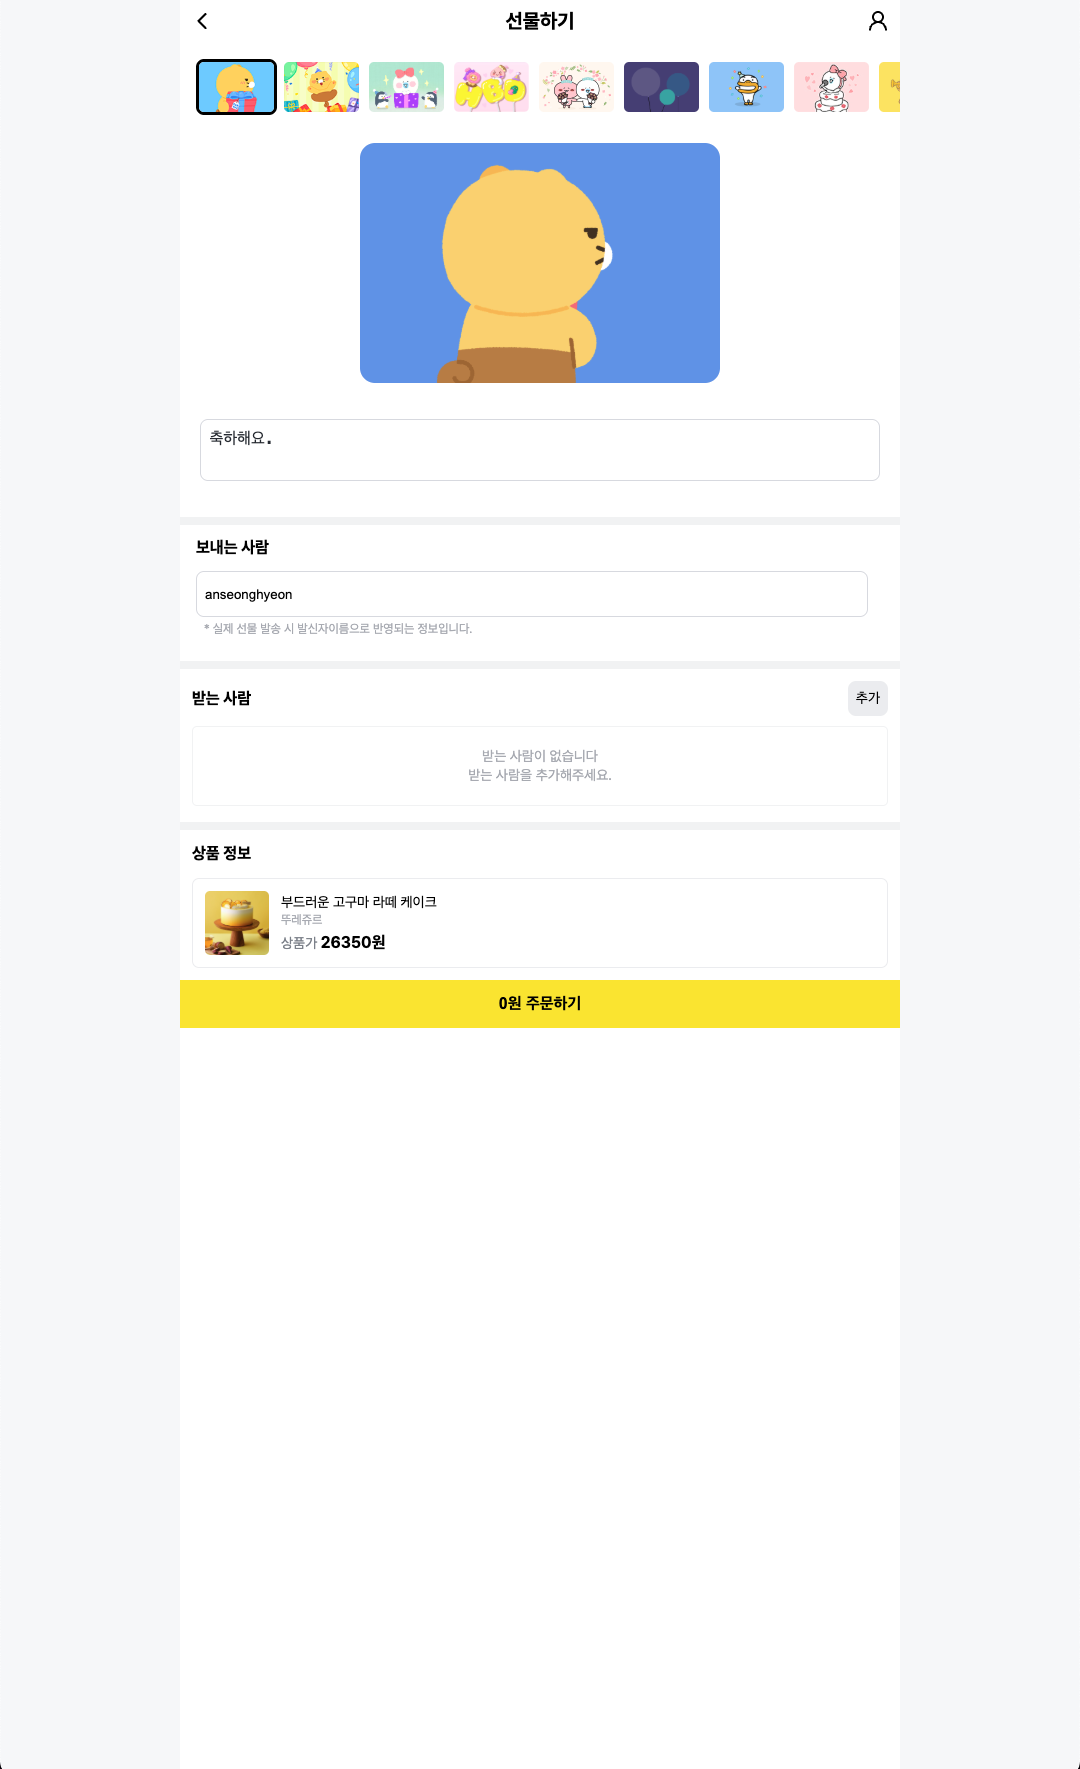 선물하기
HBD
축하해요.
보내는 사람
anseonghyeon
* 실제 선물 발송 시 발신자이름으로 반영되는 정보입니다.
받는 사람
추가
받는 사람이 없습니다
받는 사람을 추가해주세요.
상품 정보
부드러운 고구마 라떼 케이크
뚜레쥬르
상품가 26350원
0원 주문하기